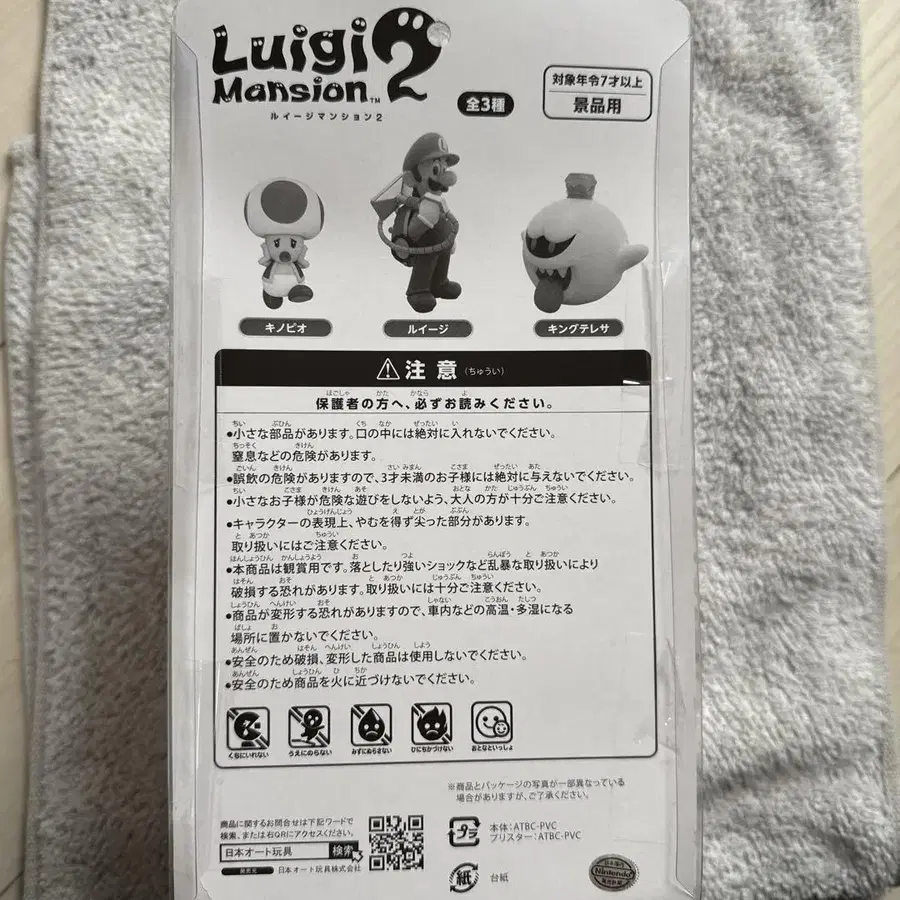 Luigi
Mansion™ 2
ルイージマンション2
全3種
対象年令7才以上
景品用
キノピオ
ルイージ
キングテレサ
注意(ちゅうい)
保護者の方へ、必ずお読みください。
●小さな部品があります。口の中には絶対に入れないでください。
窒息などの危険があります。
●誤飲の危険がありますので、3才未満のお子様には絶対に与えないでください。
●小さなお子様が危険な遊びをしないよう、大人の方が十分ご注意ください。
●キャラクターの表現上、やむを得ず尖った部分があります。
取り扱いにはご注意ください。
●本商品は観賞用です。落としたり強いショックなど乱暴な取り扱いにより
破損する恐れがあります。取り扱いには十分ご注意ください。
●商品が変形する恐れがありますので、車内などの高温・多湿になる
場所に置かないでください。
●安全のため破損、変形した商品は使用しないでください。
●安全のため商品を火に近づけないでください。
くちにいれない
うえにのらない
みずにぬらさない
ひにちかづけない
おとなといっしょ
※商品とパッケージの写真が一部異なっている
場合がありますが、ご了承ください。
商品に関するお問合せは下記ワードで
検索、または右QRにアクセスください。
日本オート玩具 検索
発売元 日本オート玩具株式会社
プラ
本体:ATBC-PVC
ブリスター:ATBC-PVC
紙
台紙
Nintendo